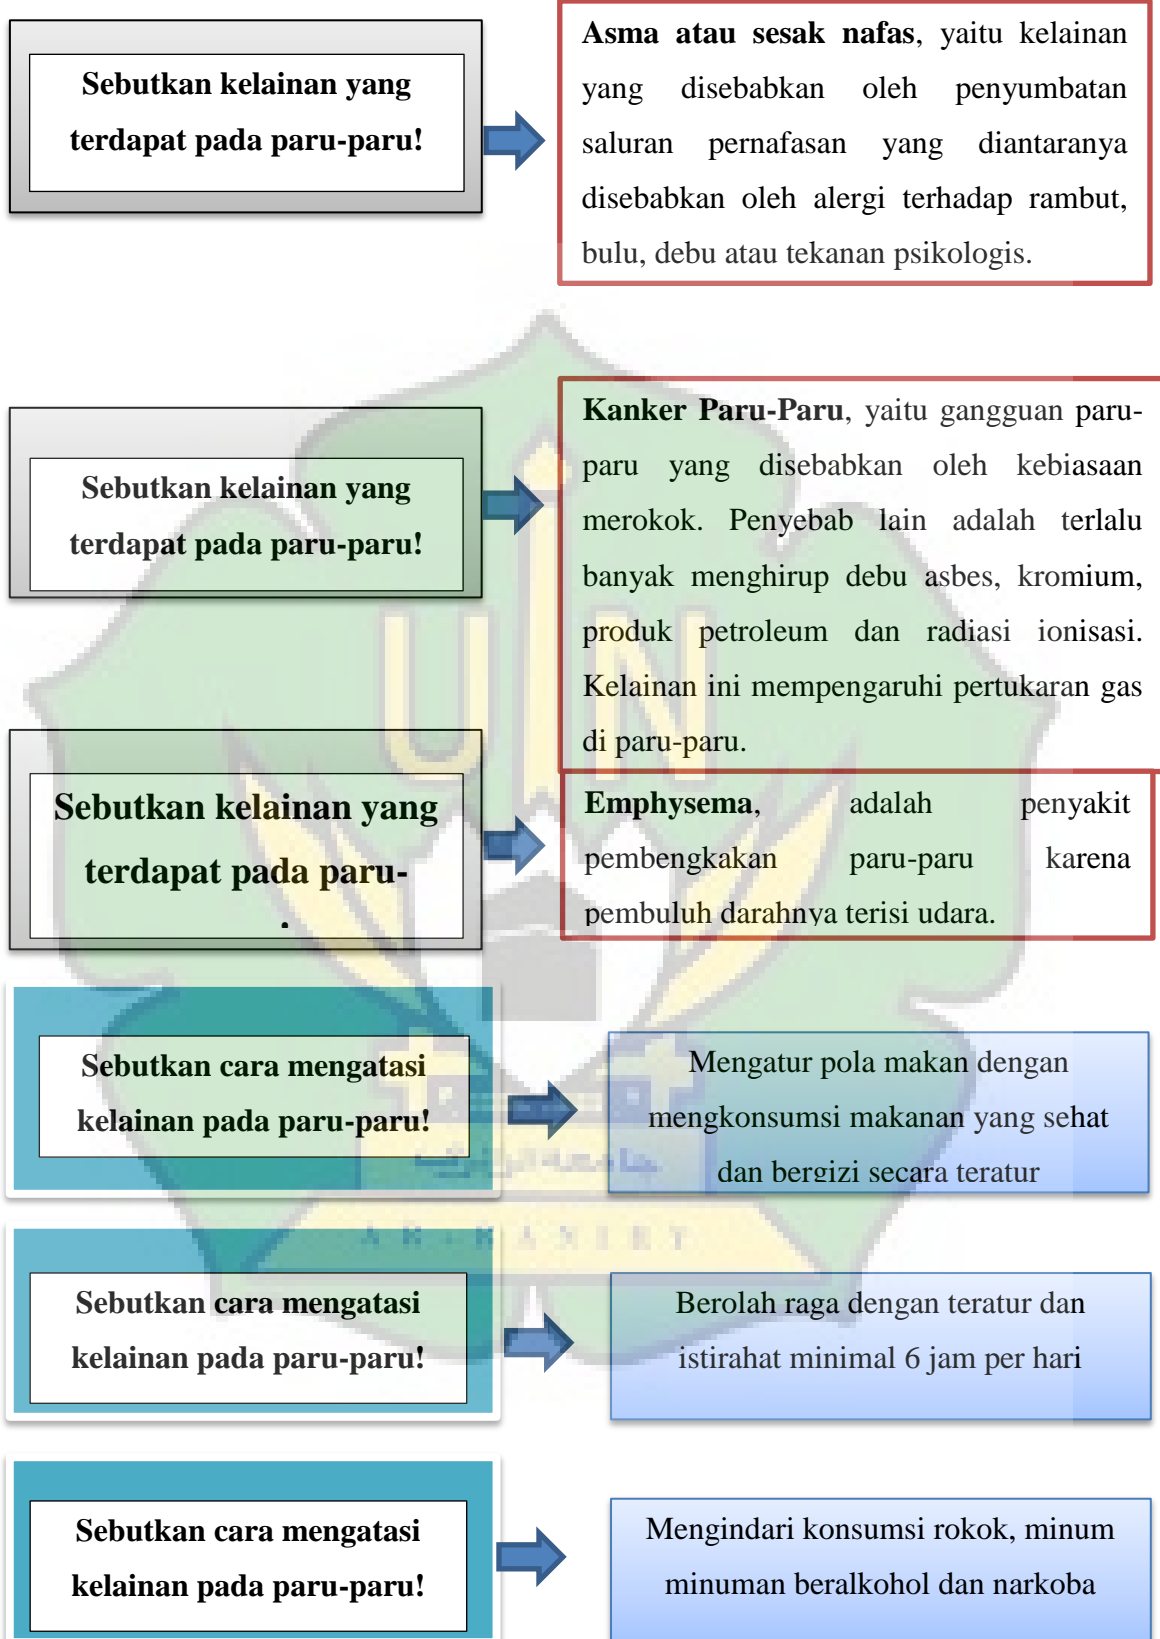 Sebutkan kelainan yang
terdapat pada paru-paru!
Asma atau sesak nafas, yaitu kelainan
yang disebabkan oleh penyumbatan
saluran pernafasan yang diantaranya
disebabkan oleh alergi terhadap rambut,
bulu, debu atau tekanan psikologis.
Sebutkan kelainan yang
terdapat pada paru-paru!
Kanker Paru-Paru, yaitu gangguan paru-
paru yang disebabkan oleh kebiasaan
merokok. Penyebab lain adalah terlalu
banyak menghirup debu asbes, kromium,
produk petroleum dan radiasi ionisasi.
Kelainan ini mempengaruhi pertukaran gas
di paru-paru.
Sebutkan kelainan yang
terdapat pada paru-
Emphysema, adalah penyakit
pembengkakan paru-paru karena
pembuluh darahnya terisi udara.
Sebutkan cara mengatasi
kelainan pada paru-paru!
Mengatur pola makan dengan
mengkonsumsi makanan yang sehat
dan bergizi secara teratur
Sebutkan cara mengatasi
kelainan pada paru-paru!
Berolah raga dengan teratur dan
istirahat minimal 6 jam per hari
Sebutkan cara mengatasi
kelainan pada paru-paru!
Mengindari konsumsi rokok, minum
minuman beralkohol dan narkoba
UIN
AR-RANIRY